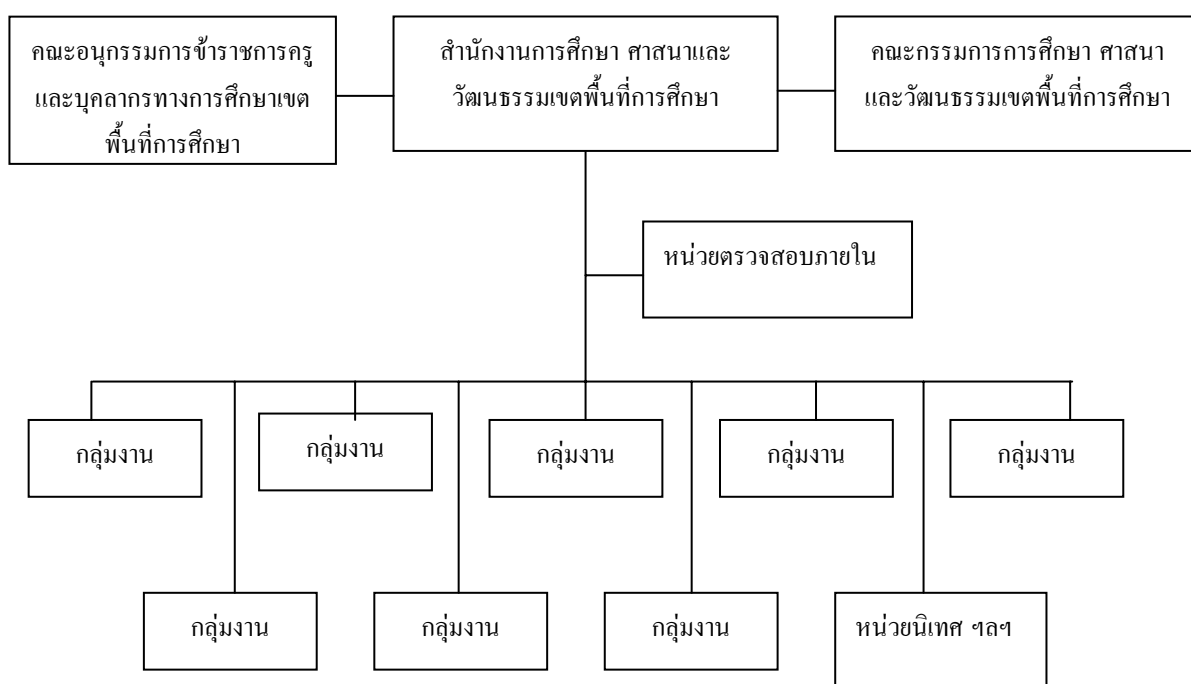 คณะอนุกรรมการข้าราชการครู
และบุคลากรทางการศึกษาเขต
พื้นที่การศึกษา
สำนักงานการศึกษา ศาสนาและ
วัฒนธรรมเขตพื้นที่การศึกษา
คณะกรรมการการศึกษา ศาสนา
และวัฒนธรรมเขตพื้นที่การศึกษา
หน่วยตรวจสอบภายใน
กลุ่มงาน
กลุ่มงาน
กลุ่มงาน
กลุ่มงาน
กลุ่มงาน
กลุ่มงาน
กลุ่มงาน
กลุ่มงาน
หน่วยนิเทศ ฯลฯ